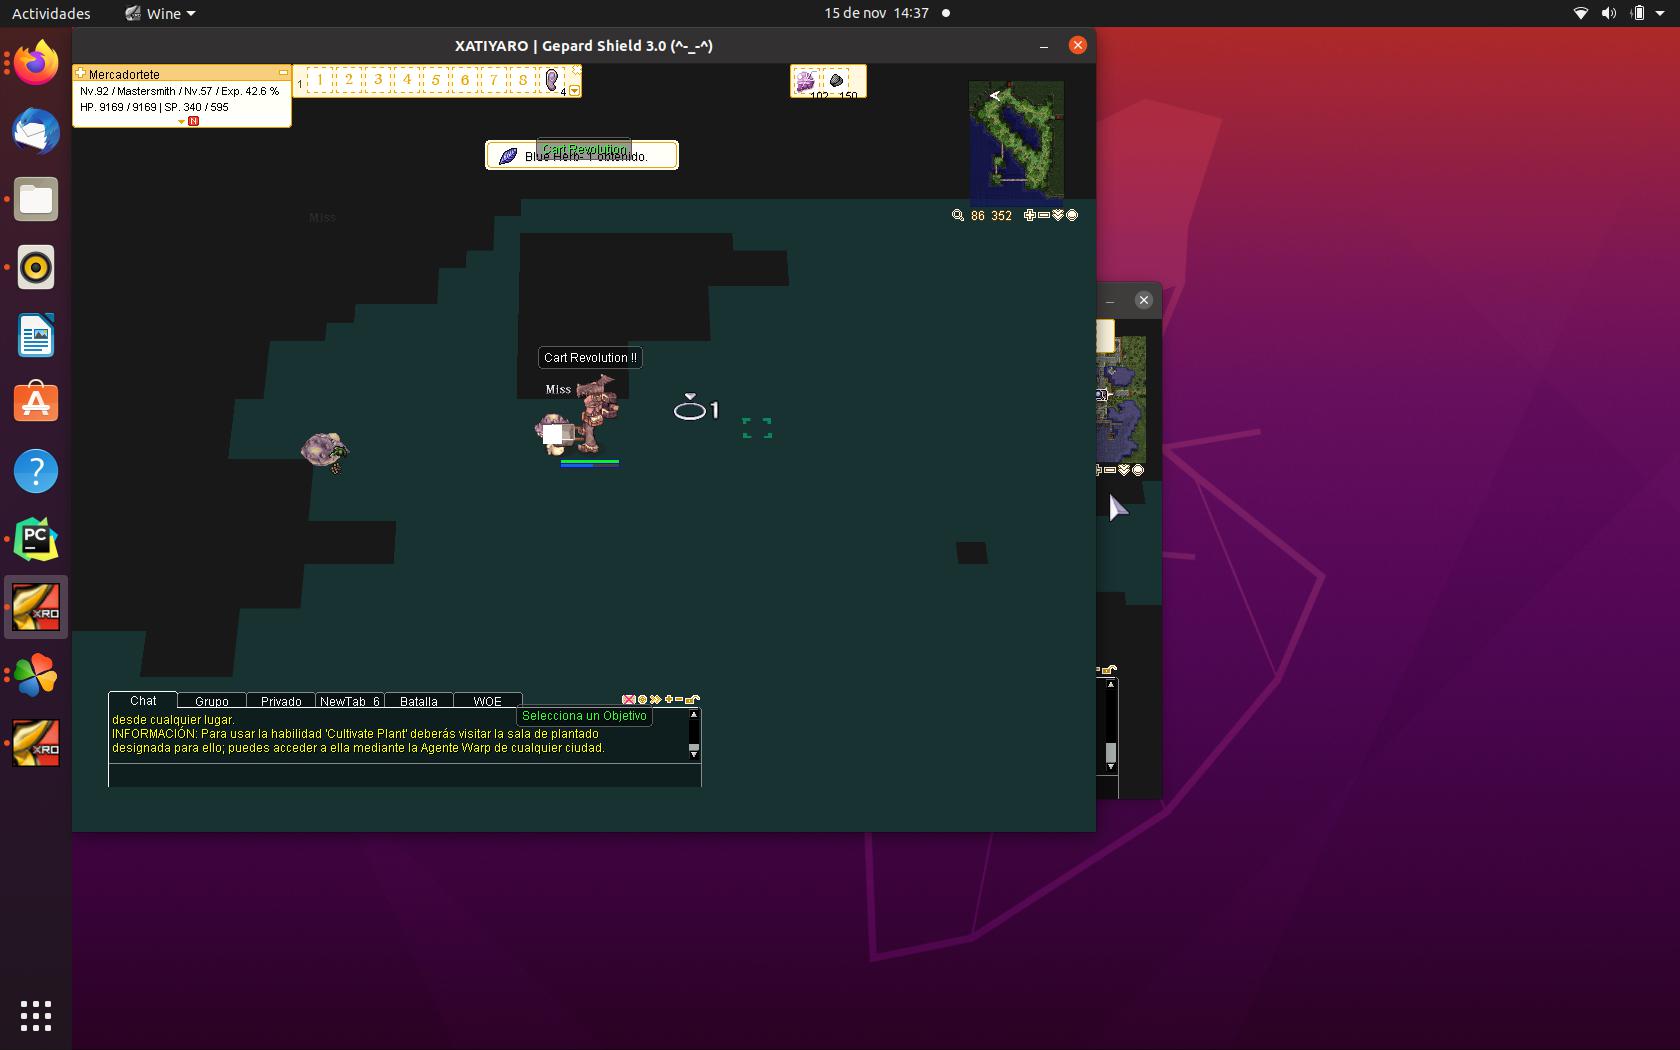 Actividades
Wine
15 de nov 14:37
XATIYARO | Gepard Shield 3.0 (^-_-^)
Mercadortete
Nv.92 / Mastersmith / Nv.57 / Exp. 42.6 %
HP. 9169 / 9169 | SP. 340 / 595
N
1 1 2 3 4 5 6 7 8 4
102 150
Cart Revolution
Blue Herb- 1 obtenido.
Miss
86 352
Cart Revolution !!
Miss
1
PC
XRO
XRO
Chat Grupo Privado NewTab_6 Batalla WOE
Selecciona un Objetivo
desde cualquier lugar.
INFORMACIÓN: Para usar la habilidad 'Cultivate Plant' deberás visitar la sala de plantado
designada para ello; puedes acceder a ella mediante la Agente Warp de cualquier ciudad.